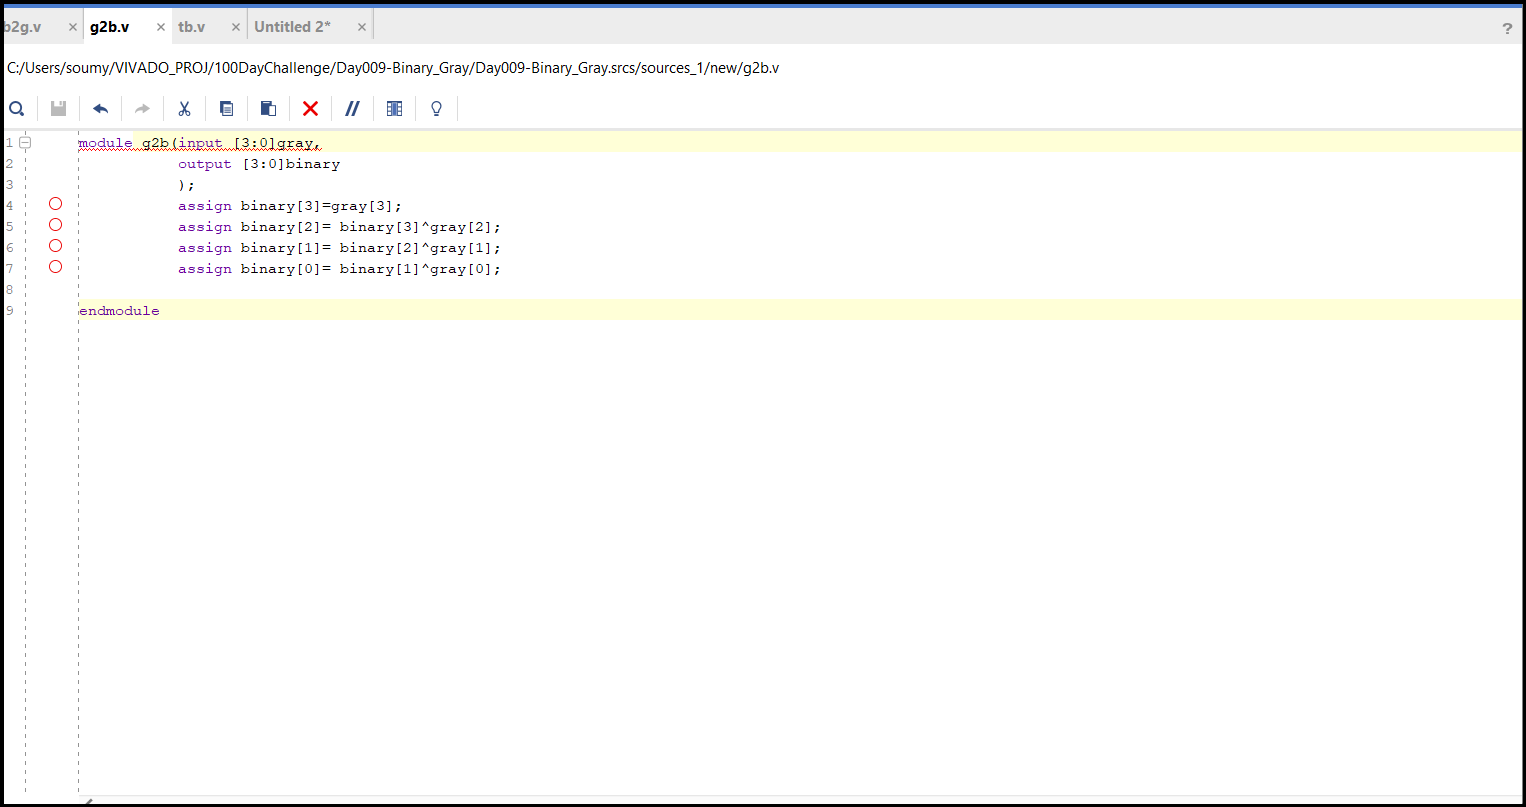 b2g.v × g2b.v × tb.v × Untitled 2* × ?
C:/Users/soumy/VIVADO_PROJ/100DayChallenge/Day009-Binary_Gray/Day009-Binary_Gray.srcs/sources_1/new/g2b.v
1 module g2b(input [3:0]gray,
2 output [3:0]binary
3 );
4 assign binary[3]=gray[3];
5 assign binary[2]= binary[3]^gray[2];
6 assign binary[1]= binary[2]^gray[1];
7 assign binary[0]= binary[1]^gray[0];
8
9 endmodule